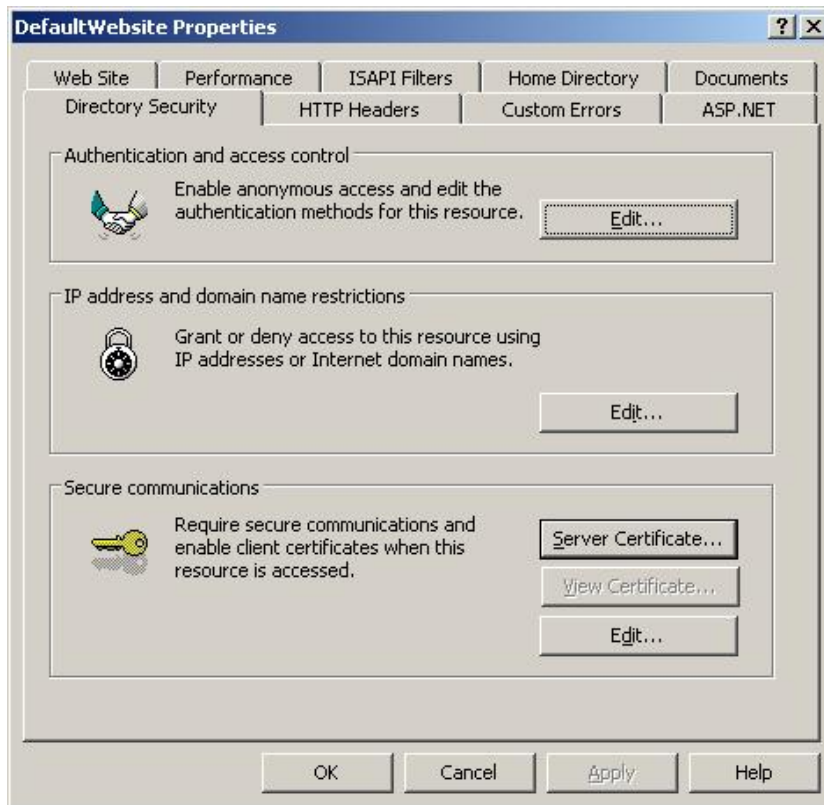 DefaultWebsite Properties
Web Site
Performance
ISAPI Filters
Home Directory
Documents
Directory Security
HTTP Headers
Custom Errors
ASP.NET
Authentication and access control
Enable anonymous access and edit the
authentication methods for this resource.
Edit...
IP address and domain name restrictions
Grant or deny access to this resource using
IP addresses or Internet domain names.
Edit...
Secure communications
Require secure communications and
enable client certificates when this
resource is accessed.
Server Certificate...
View Certificate...
Edit...
OK
Cancel
Apply
Help